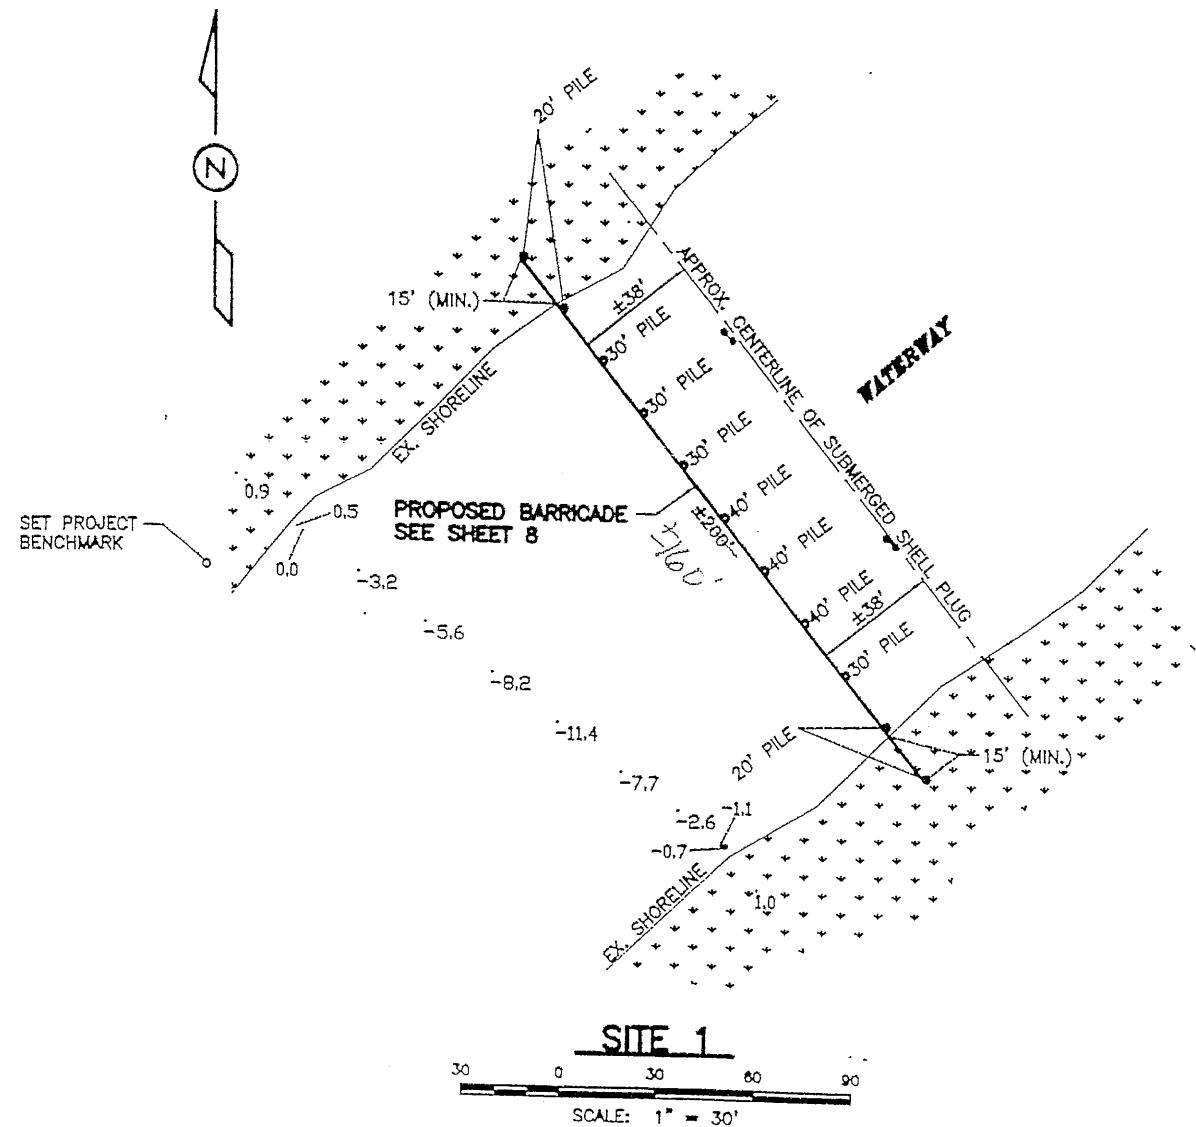 20' PILE
N
15' (MIN.)
±38'
APPROX. CENTERLINE OF SUBMERGED SHELL PLUG
WATERWAY
30' PILE
30' PILE
30' PILE
40' PILE
40' PILE
40' PILE
±38'
30' PILE
EX. SHORELINE
0.9
0.5
0.0
SET PROJECT
BENCHMARK
PROPOSED BARRICADE
SEE SHEET 8
±200'
±160'
-3.2
-5.6
-8.2
-11.4
-7.7
-2.6
-1.1
-0.7
20' PILE
15' (MIN.)
1.0
EX. SHORELINE
SITE 1
30 0 30 60 90
SCALE: 1" = 30'